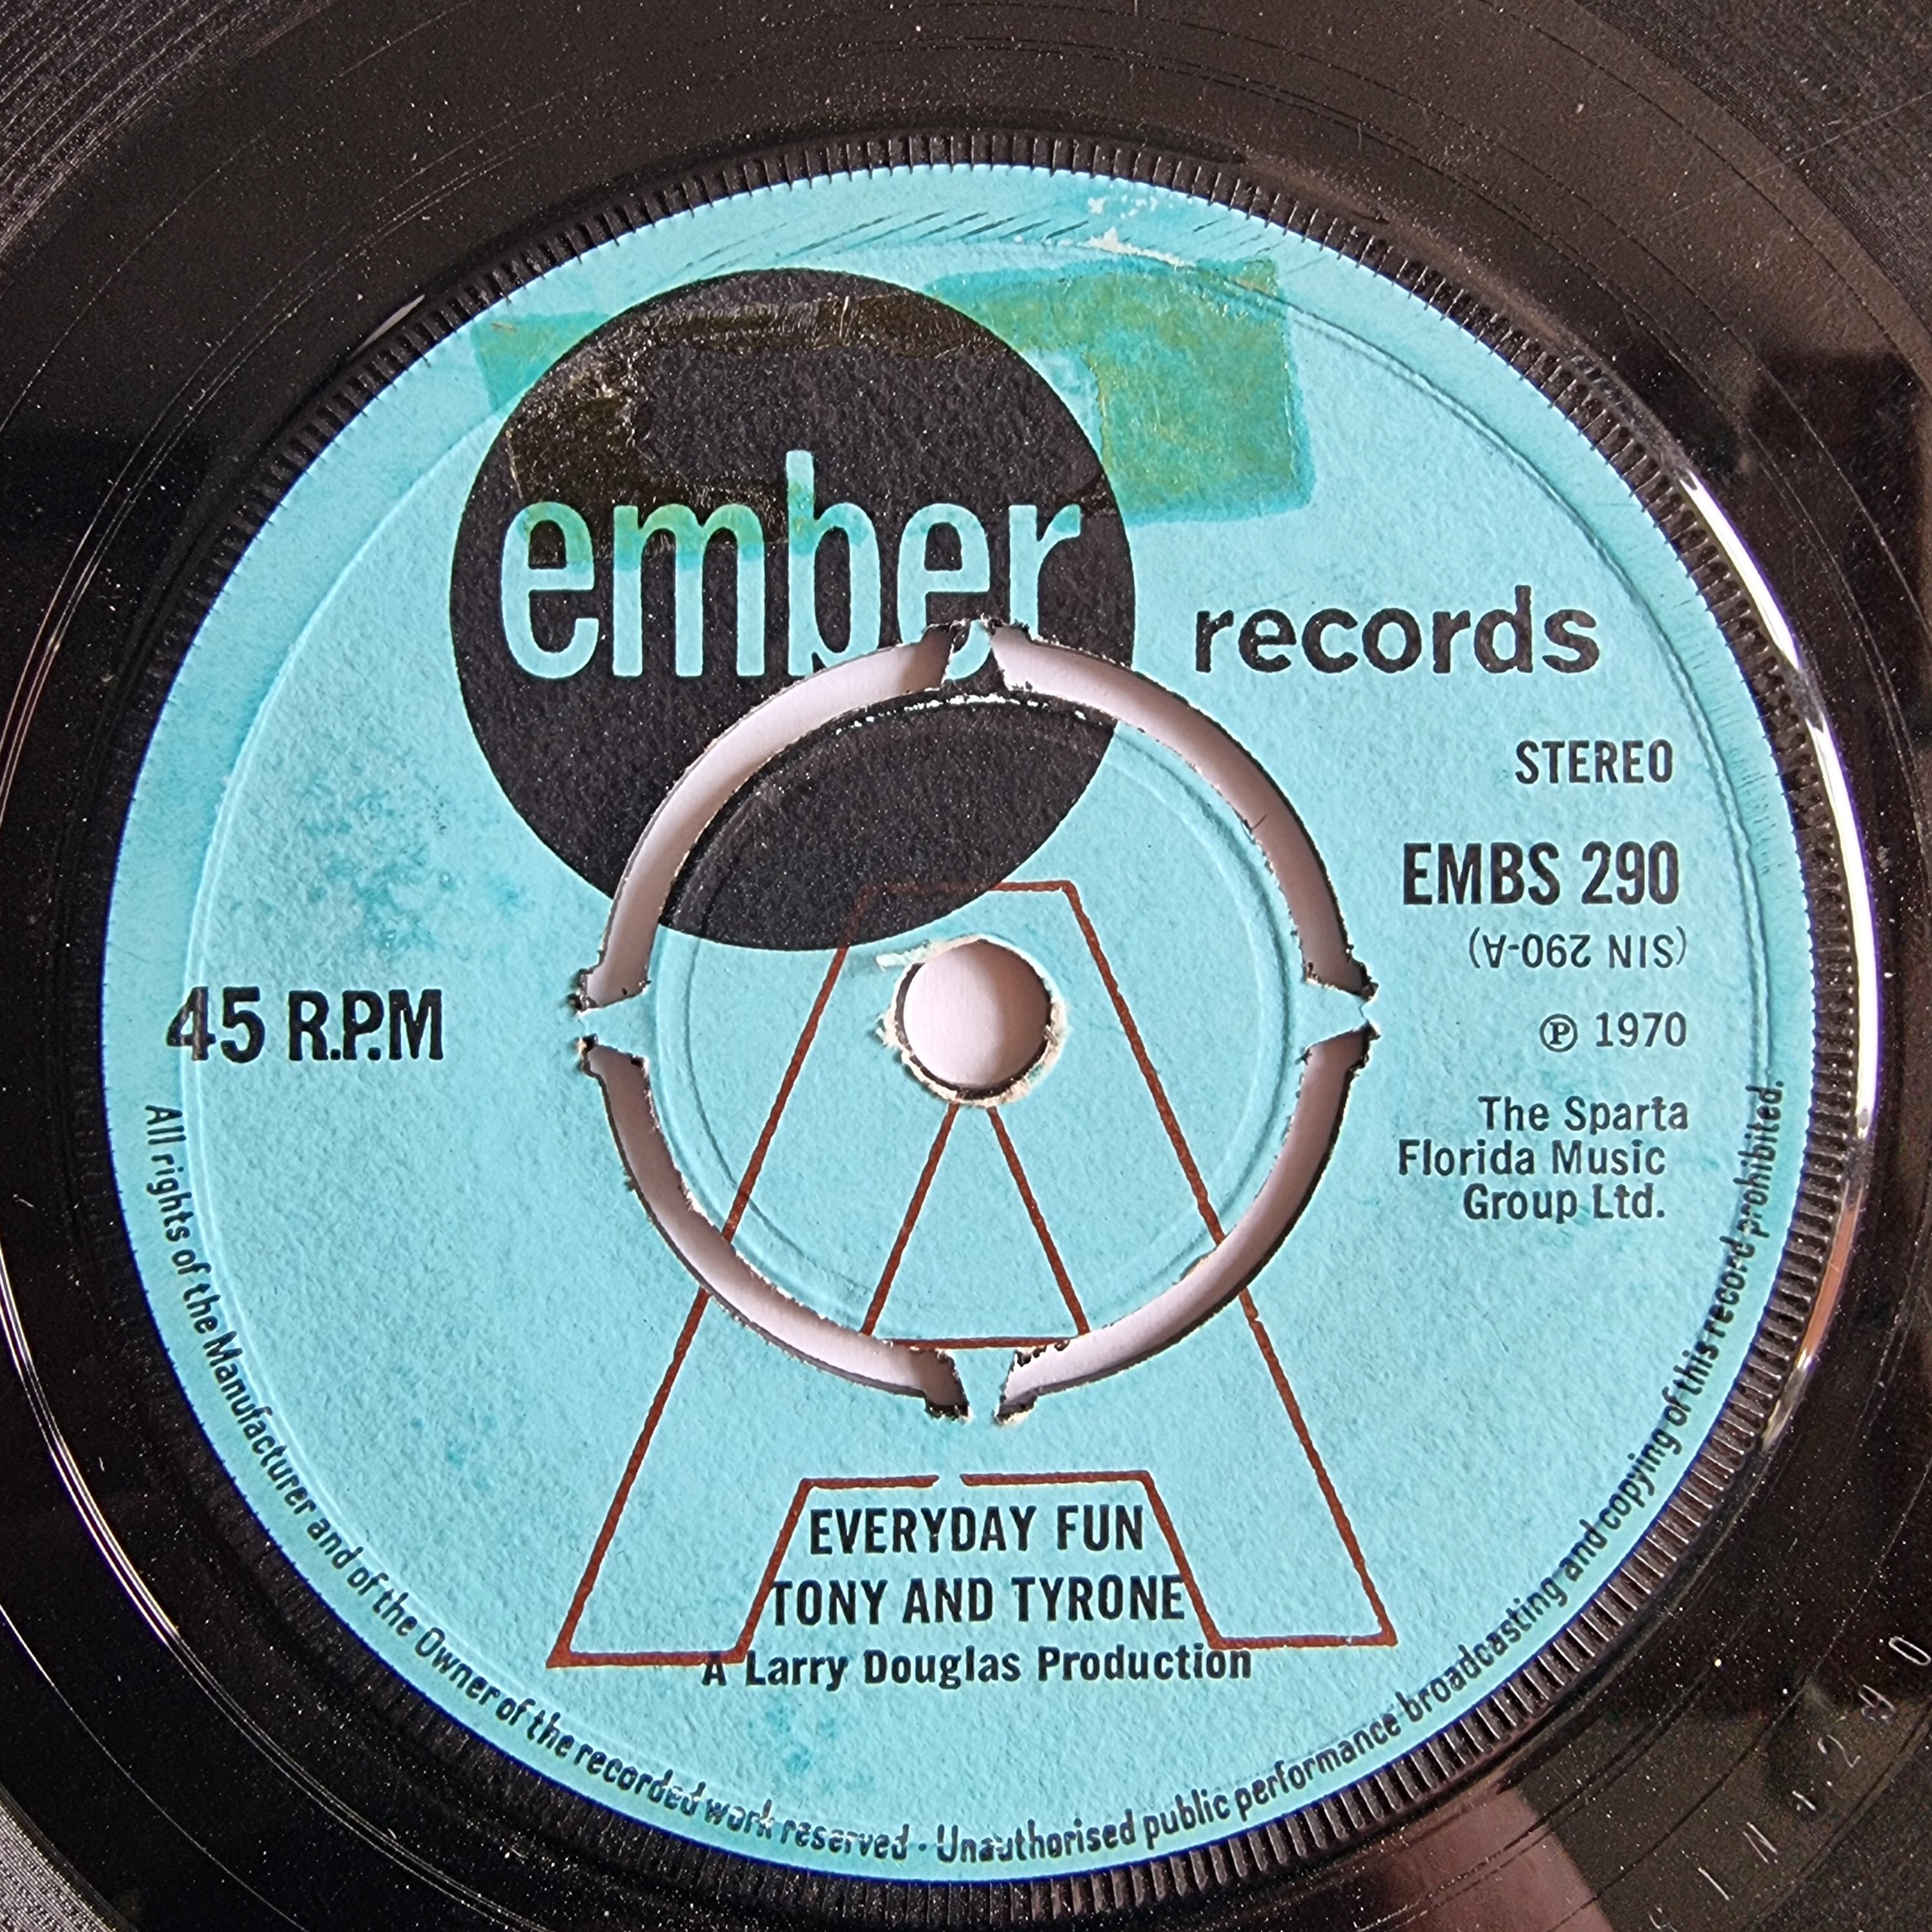 ember
records
STEREO
EMBS 290
(SIN 290-A)
℗ 1970
45 R.P.M
The Sparta
Florida Music
Group Ltd.
A
EVERYDAY FUN
TONY AND TYRONE
A Larry Douglas Production
All rights of the Manufacturer and of the Owner of the recorded work reserved · Unauthorised public performance broadcasting and copying of this record prohibited.